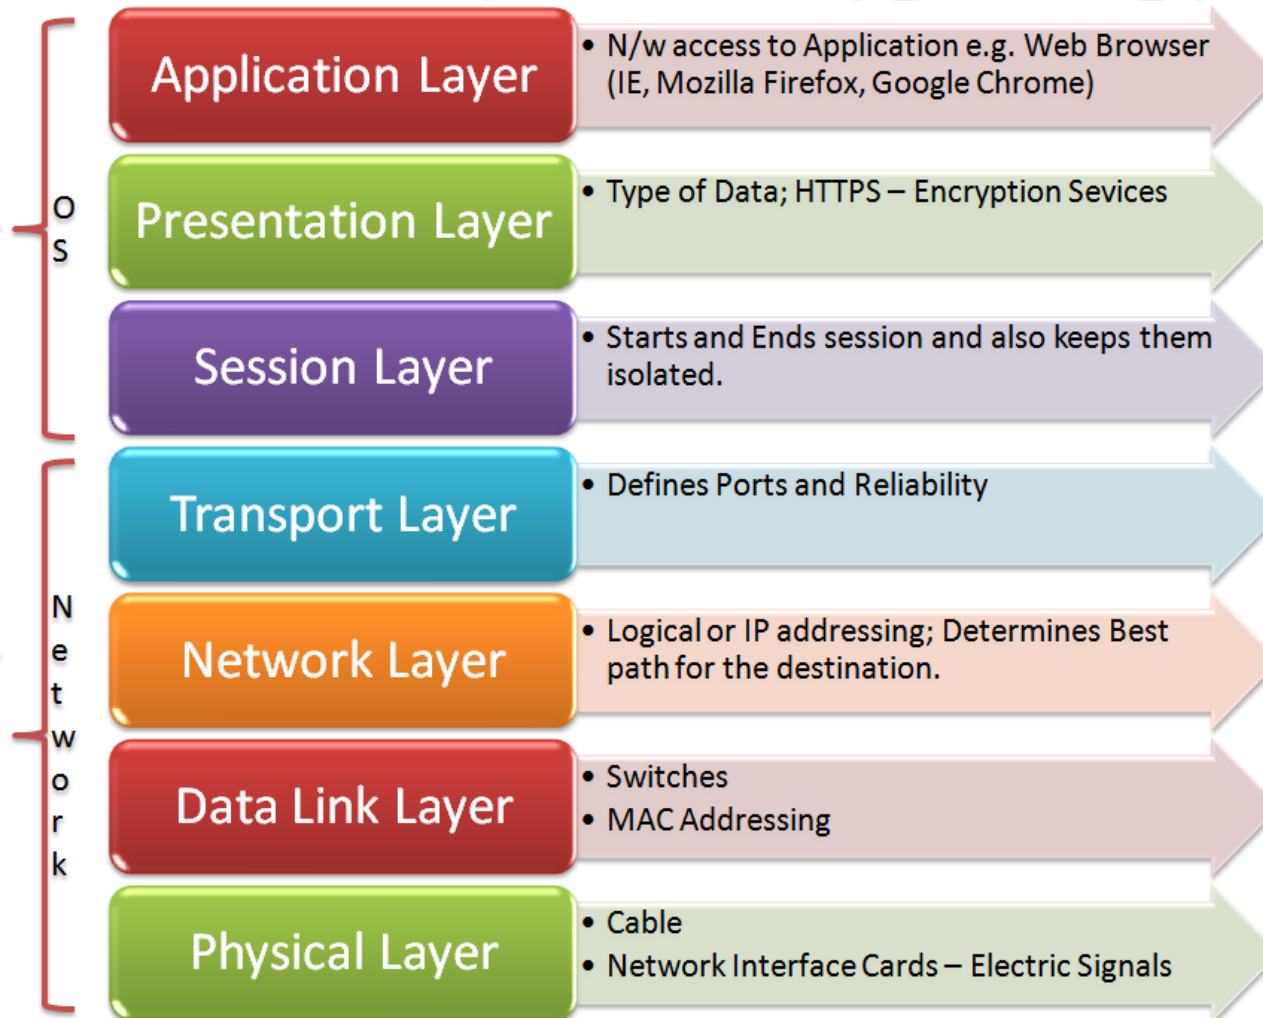 Application Layer
• N/w access to Application e.g. Web Browser
(IE, Mozilla Firefox, Google Chrome)
OS
Presentation Layer
• Type of Data; HTTPS – Encryption Sevices
Session Layer
• Starts and Ends session and also keeps them
isolated.
Network
Transport Layer
• Defines Ports and Reliability
Network Layer
• Logical or IP addressing; Determines Best
path for the destination.
Data Link Layer
• Switches
• MAC Addressing
Physical Layer
• Cable
• Network Interface Cards – Electric Signals